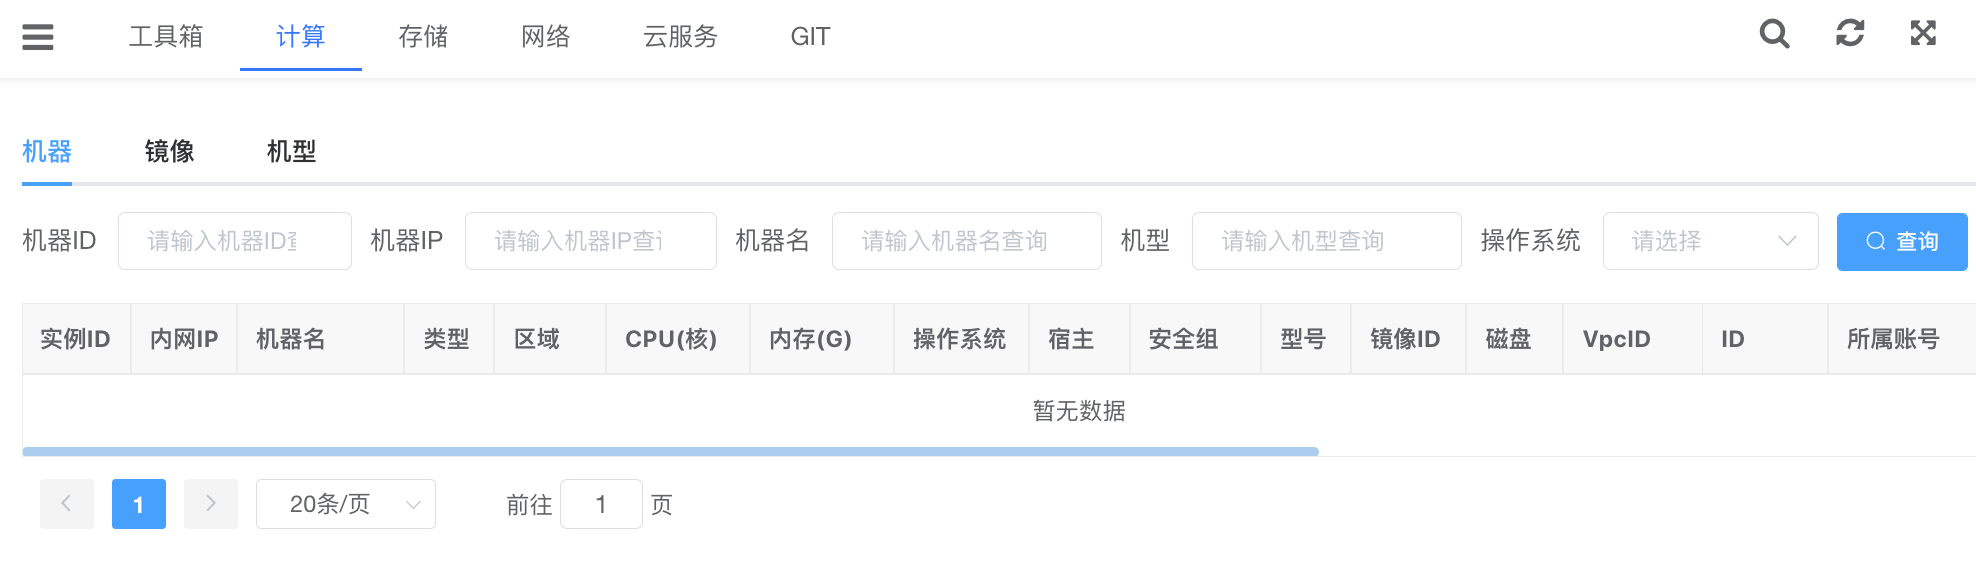 工具箱 计算 存储 网络 云服务 GIT
机器 镜像 机型
机器ID 请输入机器ID 机器IP 请输入机器IP查 机器名 请输入机器名查询 机型 请输入机型查询 操作系统 请选择 查询
实例ID 内网IP 机器名 类型 区域 CPU(核) 内存(G) 操作系统 宿主 安全组 型号 镜像ID 磁盘 VpcID ID 所属账号
暂无数据
1 20条/页 前往 1 页